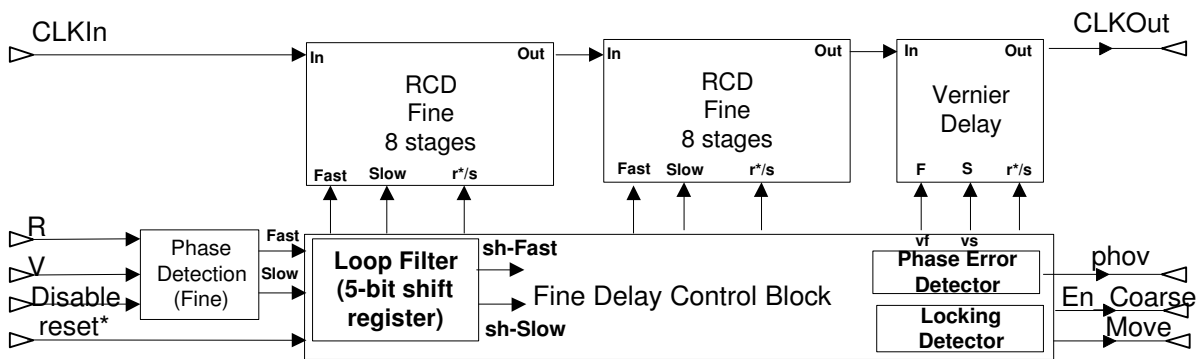 CLKIn
CLKOut
In
Out
RCD
Fine
8 stages
Fast
Slow
r*/s
In
Out
RCD
Fine
8 stages
Fast
Slow
r*/s
In
Out
Vernier
Delay
F
S
r*/s
R
V
Disable
reset*
Phase
Detection
(Fine)
Fast
Slow
Loop Filter
(5-bit shift
register)
sh-Fast
sh-Slow
Fine Delay Control Block
vf
vs
Phase Error
Detector
Locking
Detector
phov
En_Coarse
Move